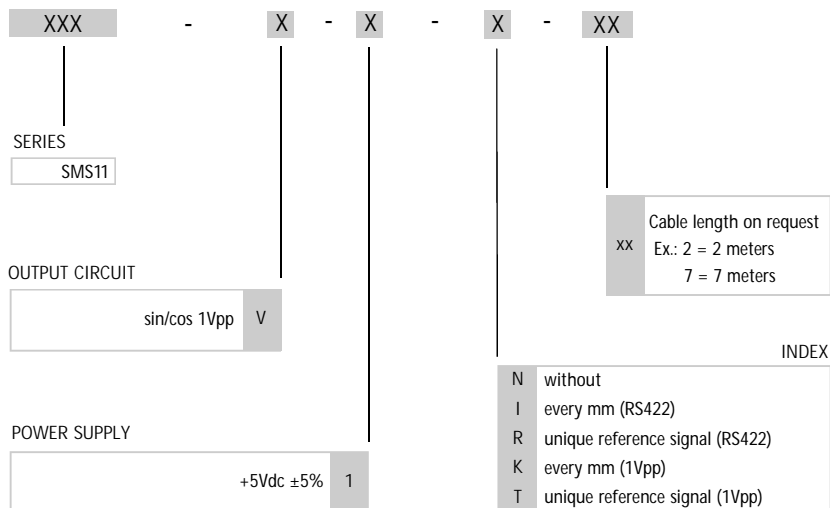 XXX - X - X - X - XX
SERIES
SMS11
OUTPUT CIRCUIT
sin/cos 1Vpp V
POWER SUPPLY
+5Vdc ±5% 1
xx
Cable length on request
Ex.: 2 = 2 meters
7 = 7 meters
INDEX
N without
I every mm (RS422)
R unique reference signal (RS422)
K every mm (1Vpp)
T unique reference signal (1Vpp)